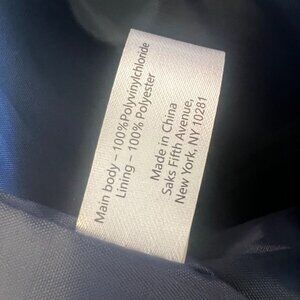 Main body – 100%Polyvinylchloride
Lining – 100% Polyester
Made in China
Saks Fifth Avenue,
New York, NY 10281